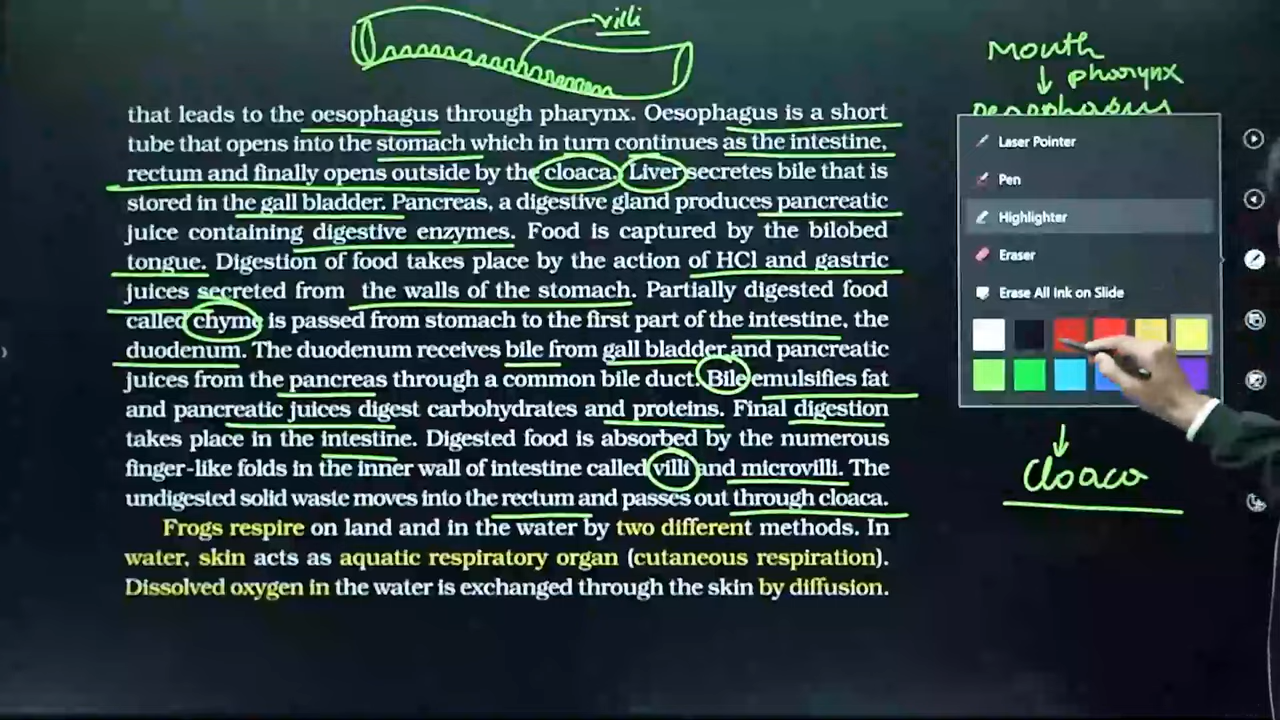 villi
Mouth
pharynx
oesophagus
that leads to the oesophagus through pharynx. Oesophagus is a short
tube that opens into the stomach which in turn continues as the intestine,
rectum and finally opens outside by the cloaca. Liver secretes bile that is
stored in the gall bladder. Pancreas, a digestive gland produces pancreatic
juice containing digestive enzymes. Food is captured by the bilobed
tongue. Digestion of food takes place by the action of HCl and gastric
juices secreted from the walls of the stomach. Partially digested food
called chyme is passed from stomach to the first part of the intestine, the
duodenum. The duodenum receives bile from gall bladder and pancreatic
juices from the pancreas through a common bile duct. Bile emulsifies fat
and pancreatic juices digest carbohydrates and proteins. Final digestion
takes place in the intestine. Digested food is absorbed by the numerous
finger-like folds in the inner wall of intestine called villi and microvilli. The
undigested solid waste moves into the rectum and passes out through cloaca.
Frogs respire on land and in the water by two different methods. In
water, skin acts as aquatic respiratory organ (cutaneous respiration).
Dissolved oxygen in the water is exchanged through the skin by diffusion.
Laser Pointer
Pen
Highlighter
Eraser
Erase All Ink on Slide
Cloaca